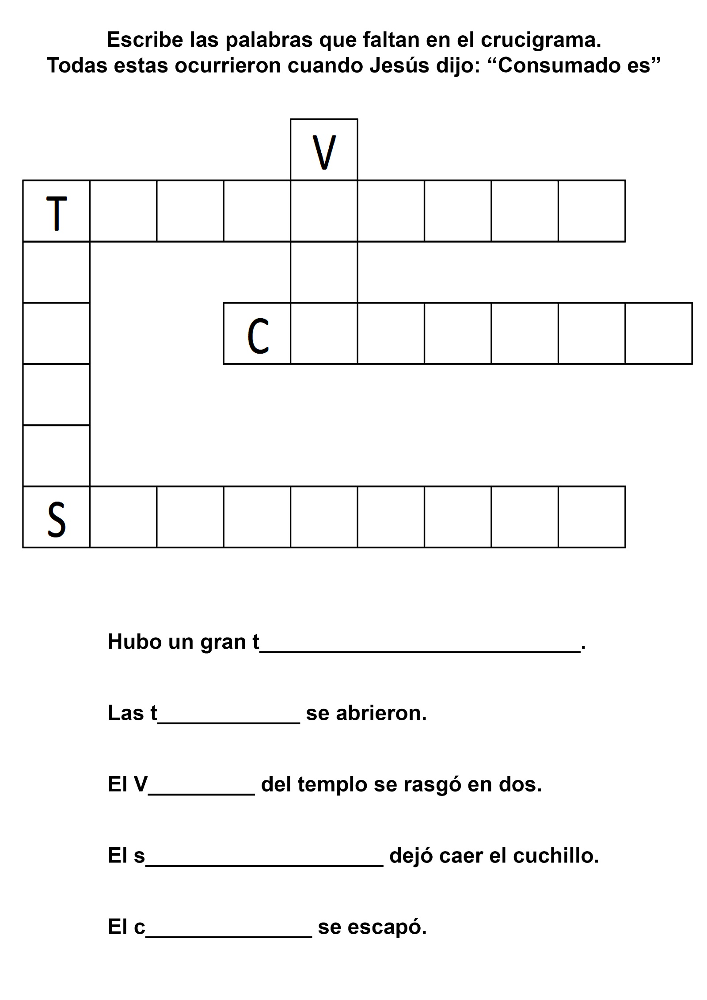 Escribe las palabras que faltan en el crucigrama.
Todas estas ocurrieron cuando Jesús dijo: “Consumado es”
V
T
C
S
Hubo un gran t______________________________.
Las t_____________ se abrieron.
El V__________ del templo se rasgó en dos.
El s______________________ dejó caer el cuchillo.
El c_______________ se escapó.